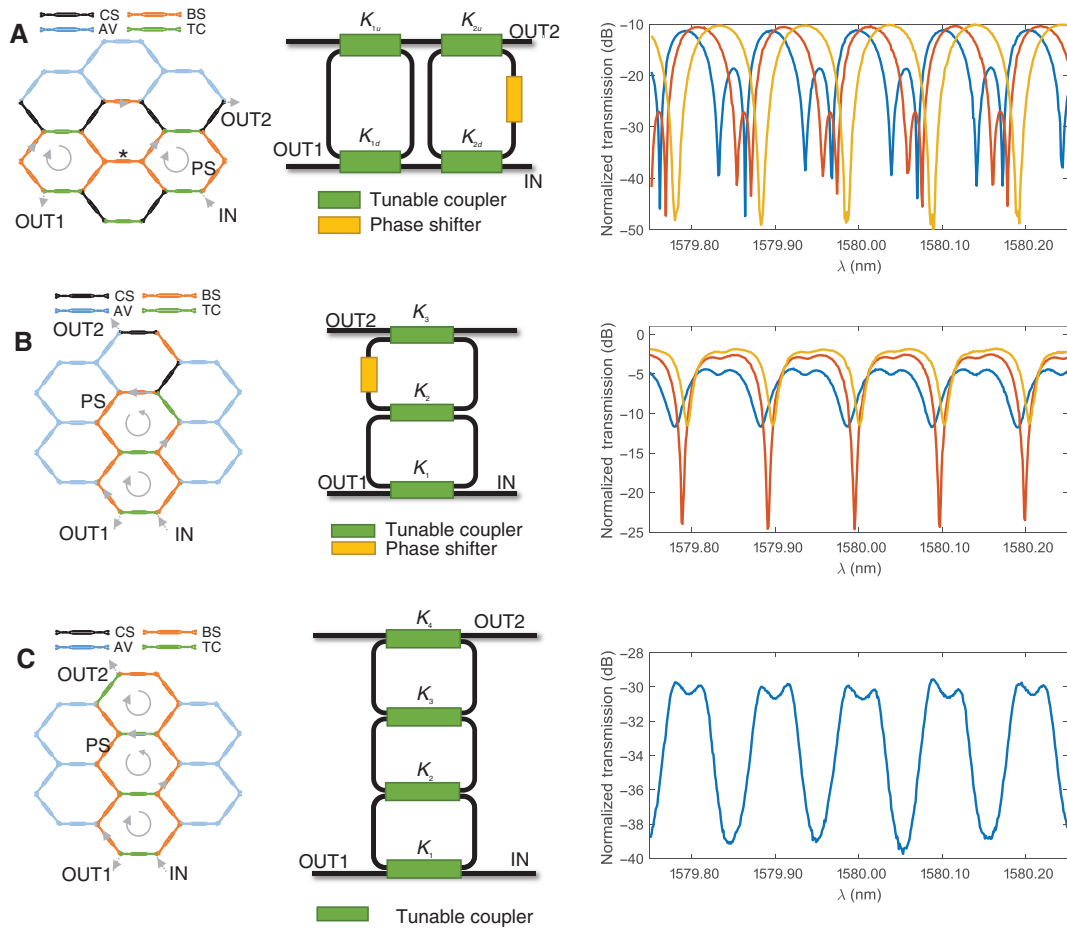 A
CS BS
AV TC
OUT2
*
PS
OUT1 IN
K1u K2u
OUT2
K1d K2d
OUT1
IN
Tunable coupler
Phase shifter
Normalized transmission (dB)
−10
−20
−30
−40
−50
1579.80 1579.90 1580.00 1580.10 1580.20
λ (nm)
B
CS BS
AV TC
OUT2
PS
OUT1 IN
K3
OUT2
K2
K1
OUT1 IN
Tunable coupler
Phase shifter
Normalized transmission (dB)
0
−5
−10
−15
−20
−25
1579.80 1579.90 1580.00 1580.10 1580.20
λ (nm)
C
CS BS
AV TC
OUT2
PS
OUT1 IN
K4
OUT2
K3
K2
K1
OUT1 IN
Tunable coupler
Normalized transmission (dB)
−28
−30
−32
−34
−36
−38
−40
1579.80 1579.90 1580.00 1580.10 1580.20
λ (nm)